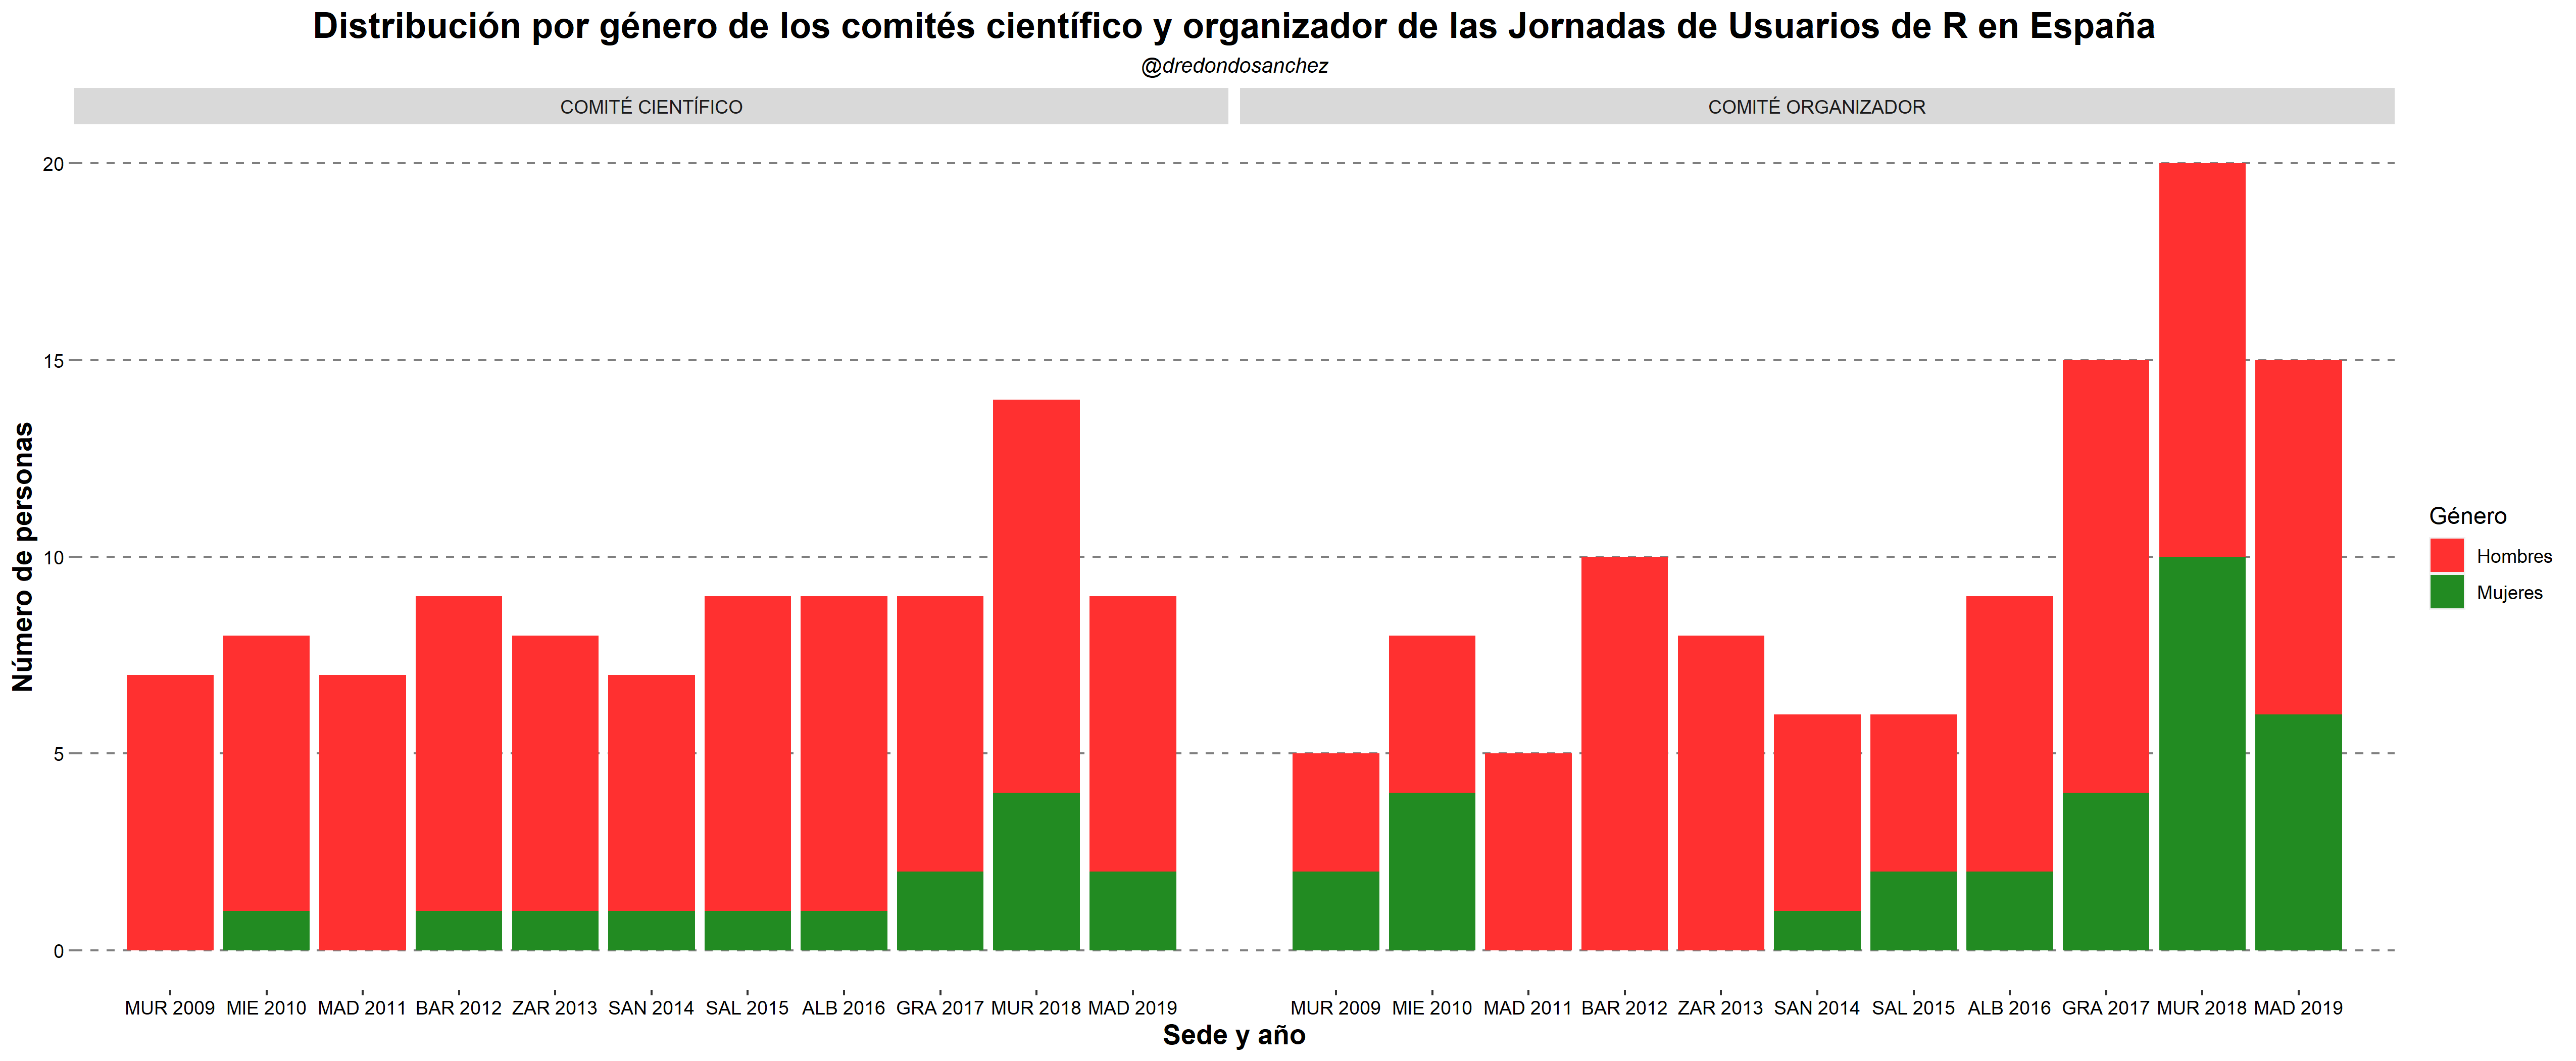 Distribución por género de los comités científico y organizador de las Jornadas de Usuarios de R en España
@dredondosanchez
COMITÉ CIENTÍFICO
COMITÉ ORGANIZADOR
Número de personas
20
15
10
5
0
MUR 2009 MIE 2010 MAD 2011 BAR 2012 ZAR 2013 SAN 2014 SAL 2015 ALB 2016 GRA 2017 MUR 2018 MAD 2019
MUR 2009 MIE 2010 MAD 2011 BAR 2012 ZAR 2013 SAN 2014 SAL 2015 ALB 2016 GRA 2017 MUR 2018 MAD 2019
Sede y año
Género
Hombres
Mujeres